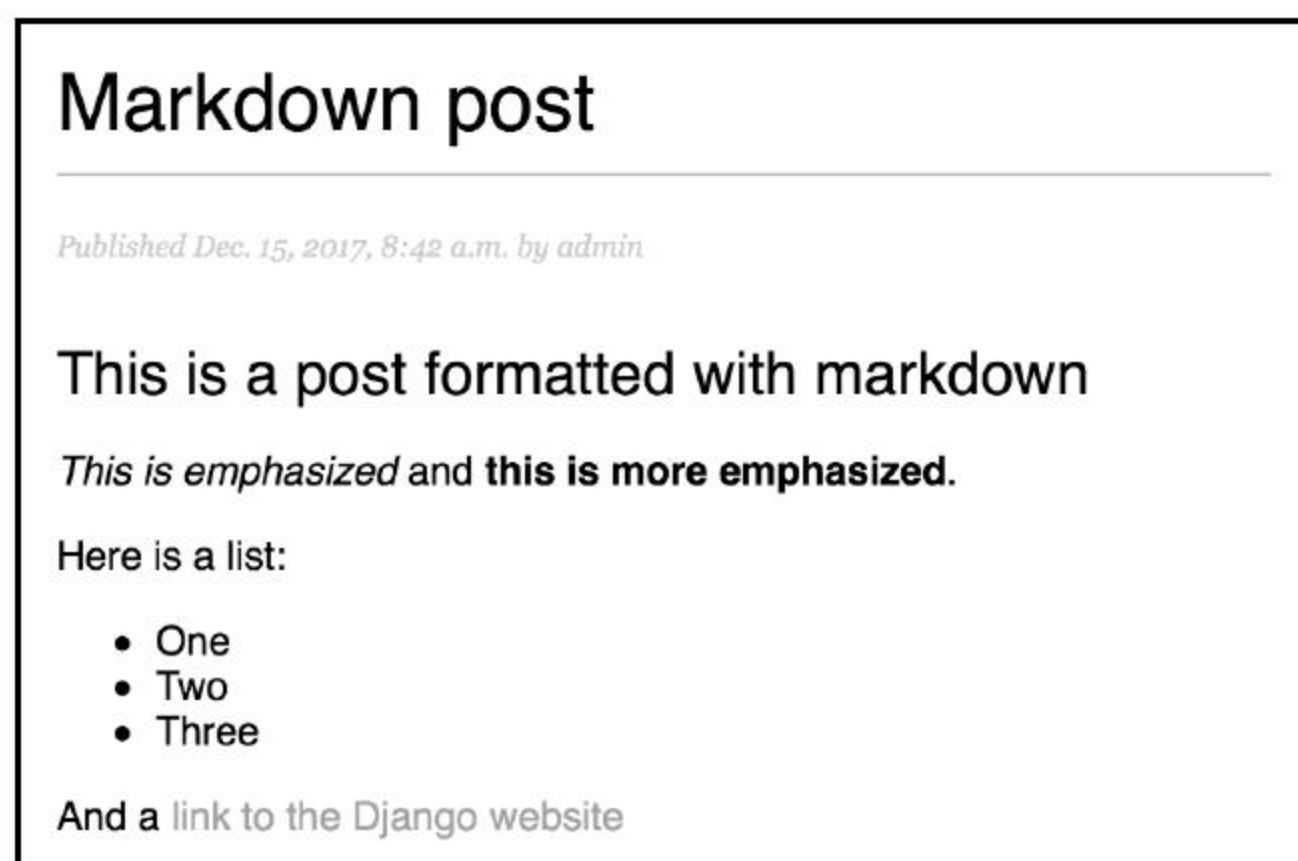 Markdown post
Published Dec. 15, 2017, 8:42 a.m. by admin
This is a post formatted with markdown
This is emphasized and this is more emphasized.
Here is a list:
• One
• Two
• Three
And a link to the Django website